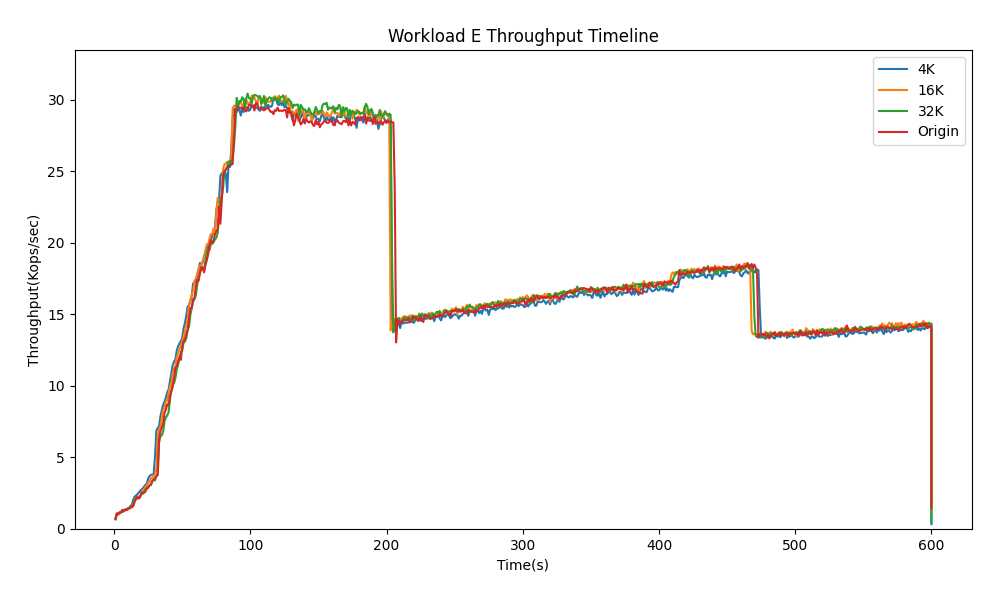 Workload E Throughput Timeline
4K
16K
32K
Origin
Throughput(Kops/sec)
30
25
20
15
10
5
0
0 100 200 300 400 500 600
Time(s)